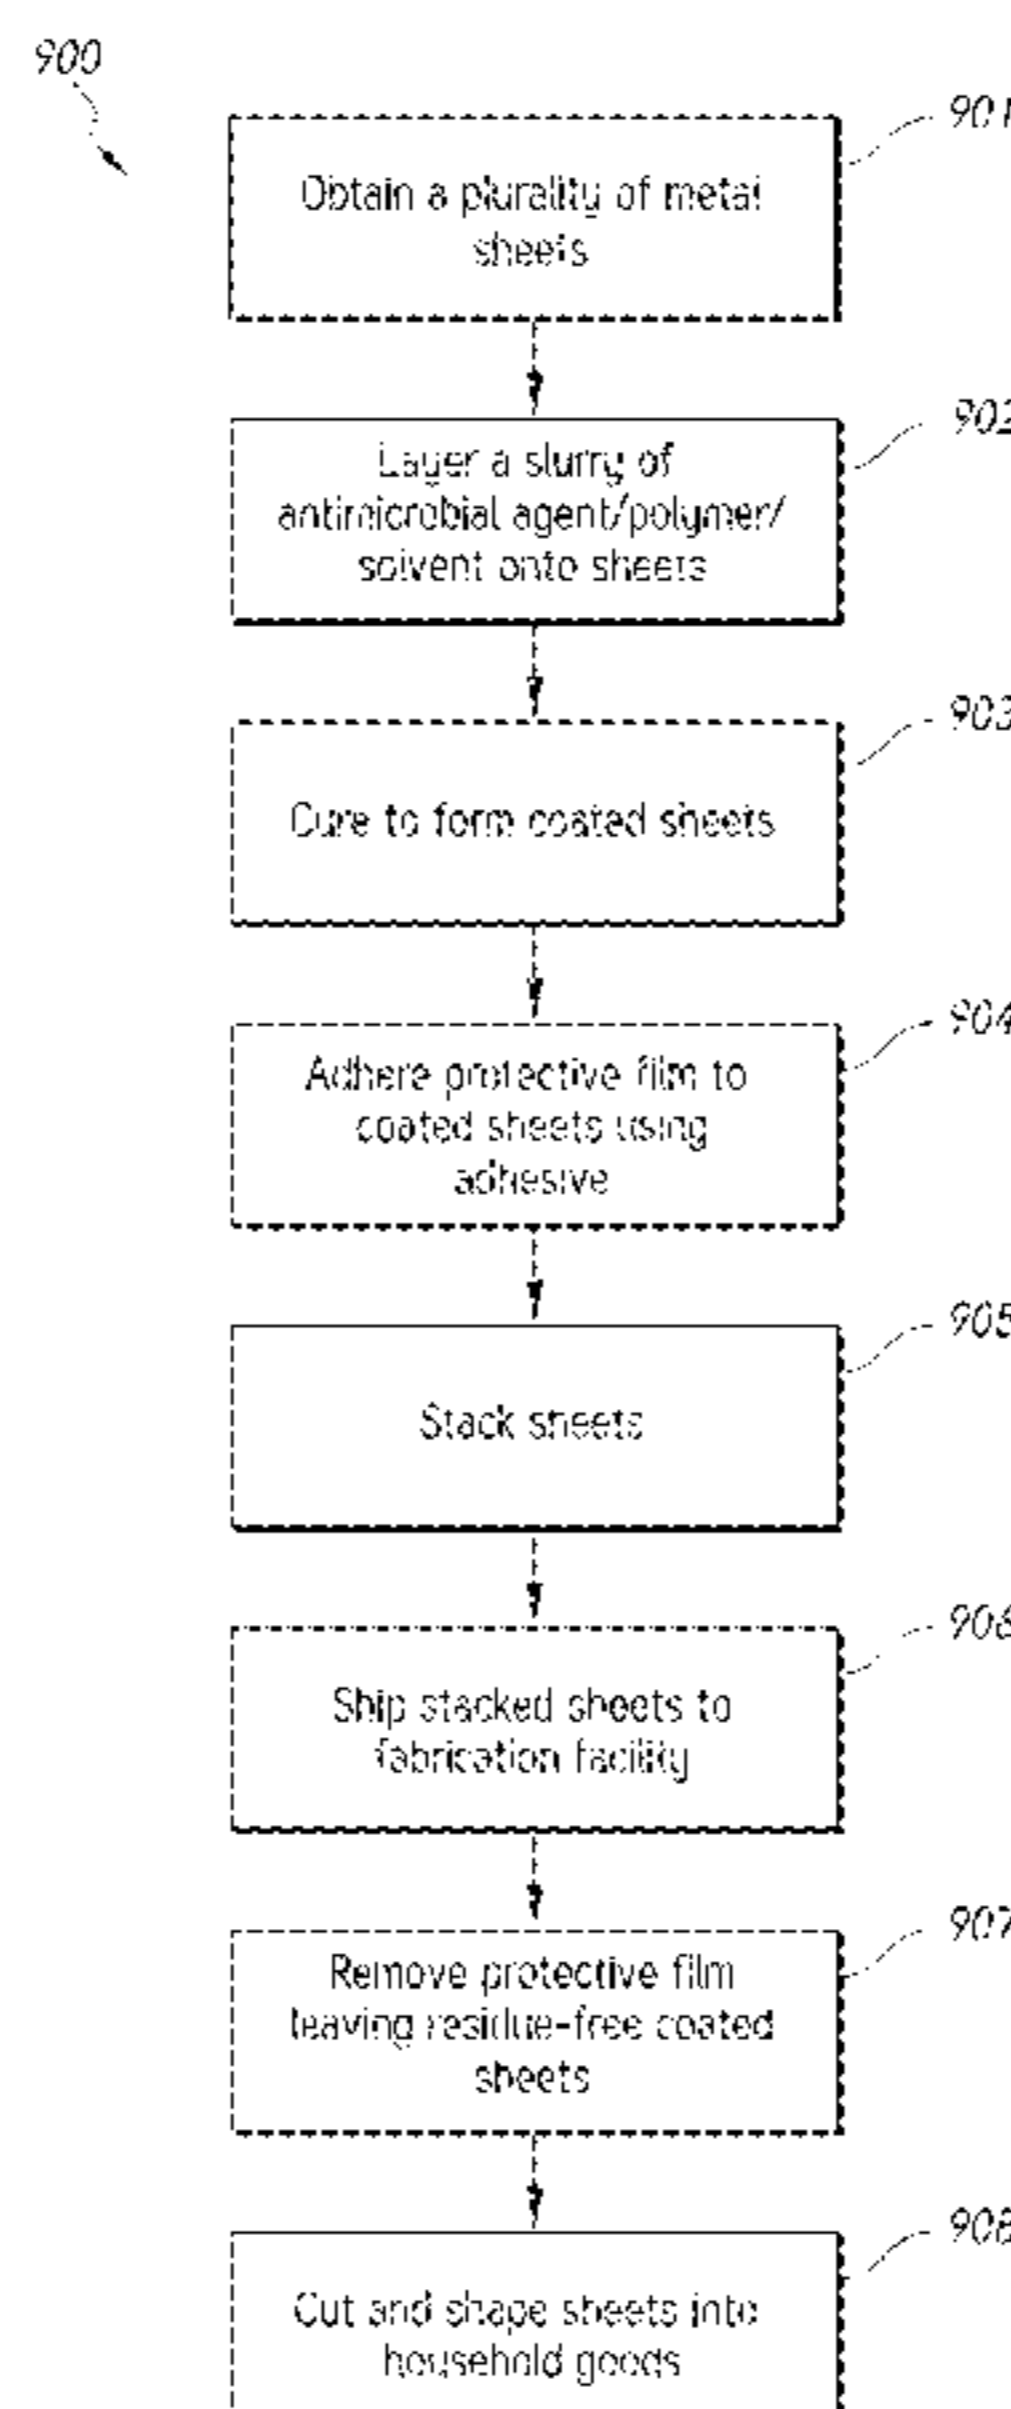 900
901
Obtain a plurality of metal
sheets
902
Layer a slurry of
antimicrobial agent/polymer/
solvent onto sheets
903
Cure to form coated sheets
904
Adhere protective film to
coated sheets using
adhesive
905
Stack sheets
906
Ship stacked sheets to
fabrication facility
907
Remove protective film
leaving residue-free coated
sheets
908
Cut and shape sheets into
household goods